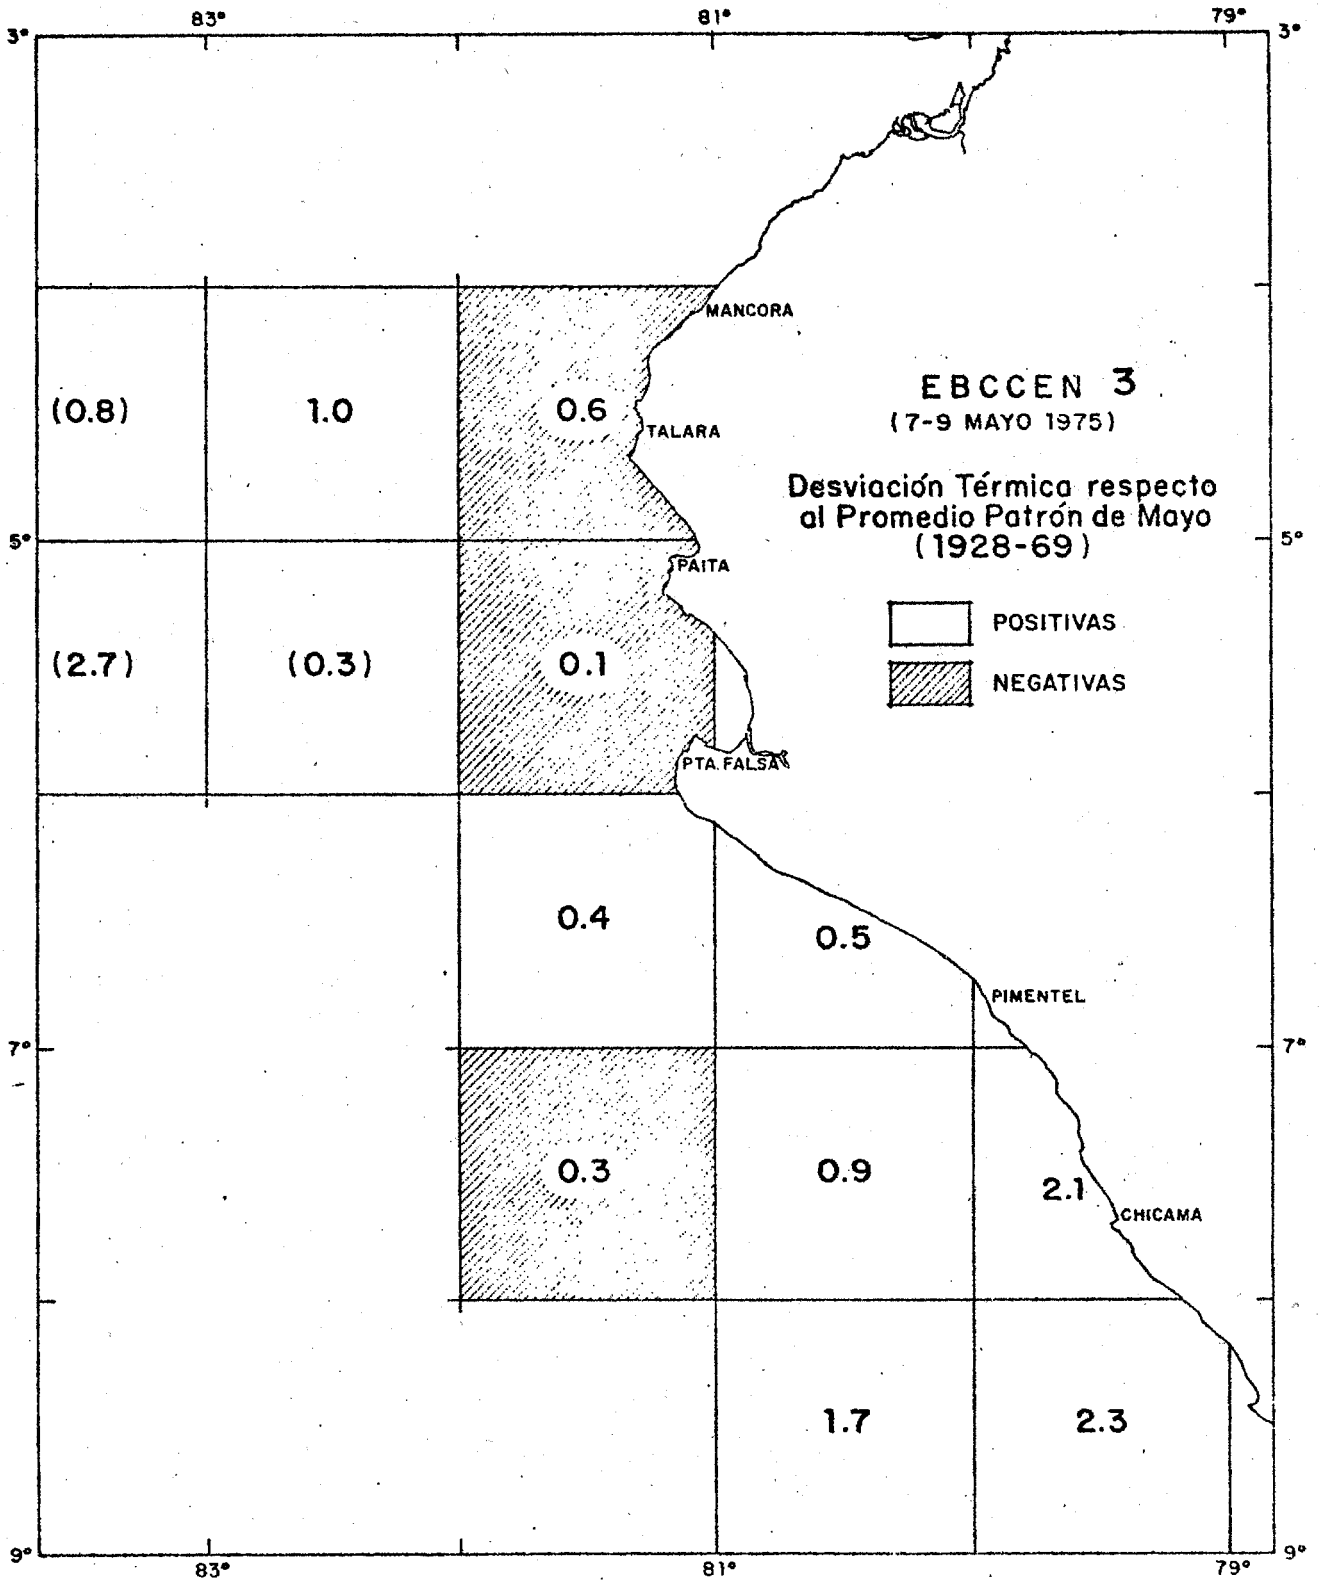 83° 81° 79°
3° 3°
MANCORA
EBCCEN 3
(7-9 MAYO 1975)
(0.8) 1.0 0.6
TALARA
Desviación Térmica respecto
al Promedio Patrón de Mayo
(1928-69)
5° 5°
PAITA
POSITIVAS
(2.7) (0.3) 0.1
NEGATIVAS
PTA. FALSA
0.4 0.5
PIMENTEL
7° 7°
0.3 0.9 2.1
CHICAMA
1.7 2.3
9° 9°
83° 81° 79°